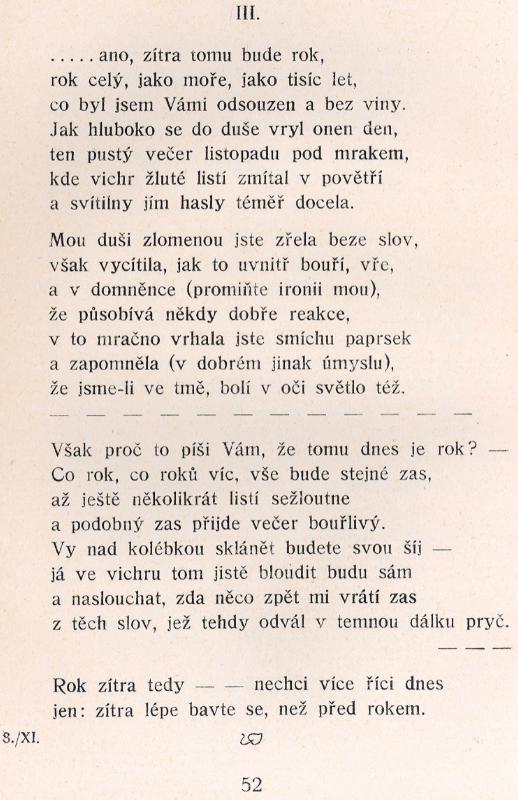 III.
.....ano, zítra tomu bude rok,
rok celý, jako moře, jako tisíc let,
co byl jsem Vámi odsouzen a bez viny.
Jak hluboko se do duše vryl onen den,
ten pustý večer listopadu pod mrakem,
kde vichr žluté listí zmítal v povětří
a svítilny jím hasly téměř docela.
Mou duši zlomenou jste zřela beze slov,
však vycítila, jak to uvnitř bouří, vře,
a v domněnce (promiňte ironii mou),
že působívá někdy dobře reakce,
v to mračno vrhala jste smíchu paprsek
a zapomněla (v dobrém jinak úmyslu),
že jsme-li ve tmě, bolí v oči světlo též.
— — — — — — — — — — — — —
Však proč to píši Vám, že tomu dnes je rok? —
Co rok, co roků víc, vše bude stejné zas,
až ještě několikrát listí sežloutne
a podobný zas přijde večer bouřlivý.
Vy nad kolébkou sklánět budete svou šíj —
já ve vichru tom jistě bloudit budu sám
a naslouchat, zda něco zpět mi vrátí zas
z těch slov, jež tehdy odvál v temnou dálku pryč.
— — —
Rok zítra tedy — — nechci více říci dnes
jen: zítra lépe bavte se, než před rokem.
8./XI.
52